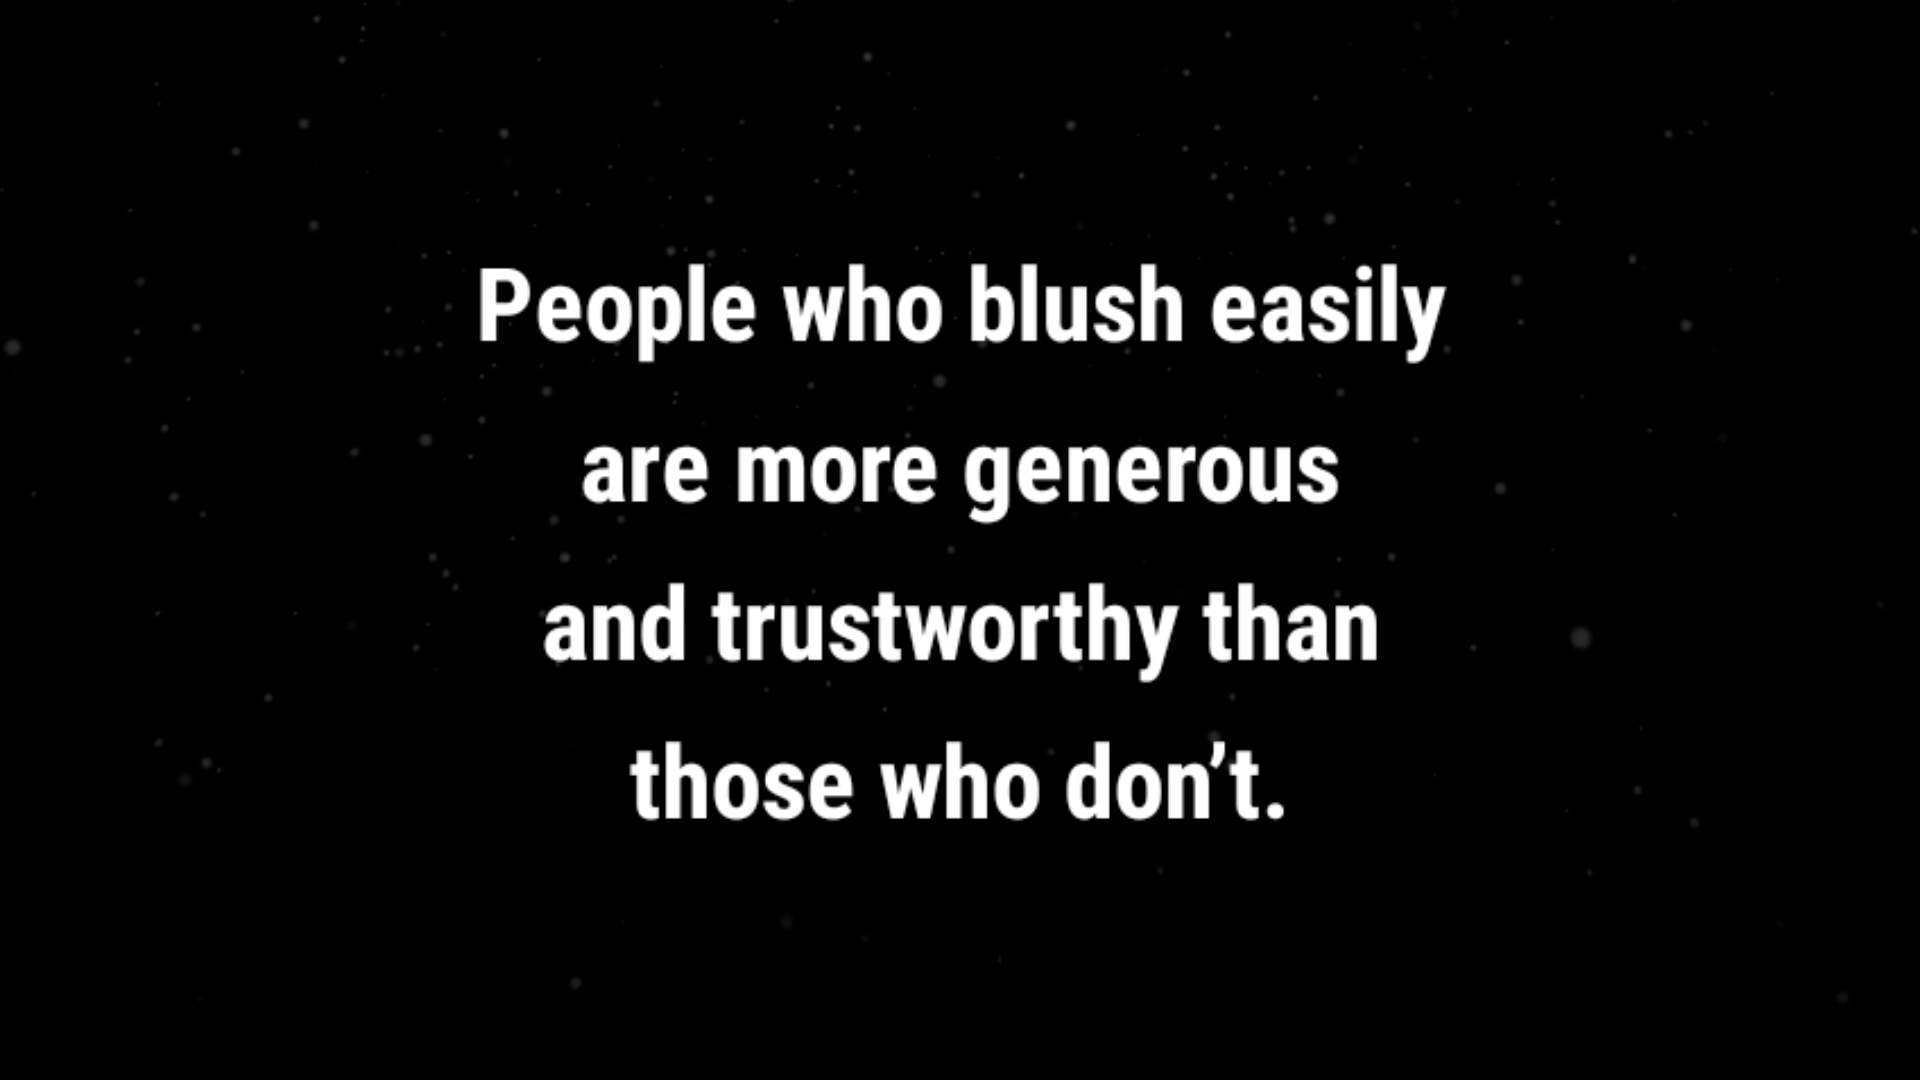 People who blush easily
are more generous
and trustworthy than
those who don’t.